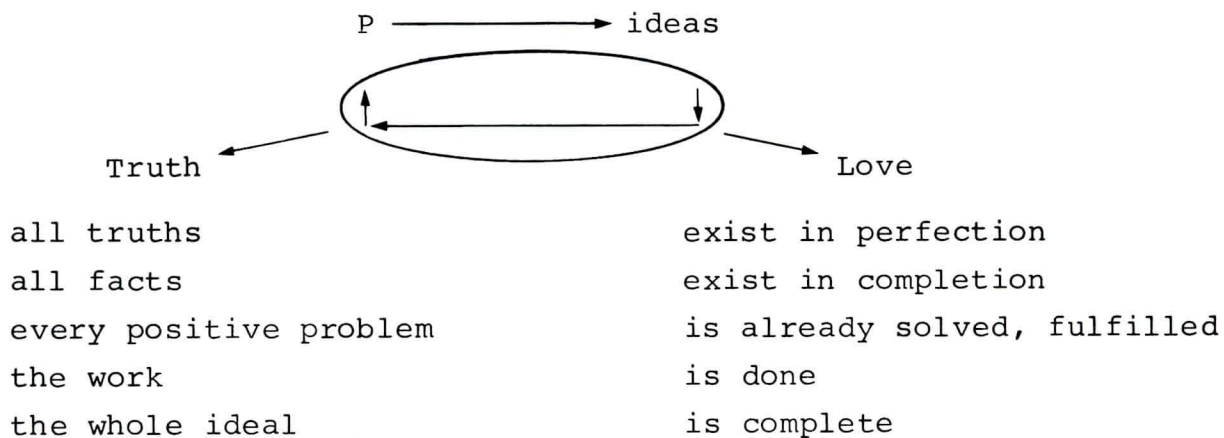 P ideas
Truth Love
all truths exist in perfection
all facts exist in completion
every positive problem is already solved, fulfilled
the work is done
the whole ideal is complete